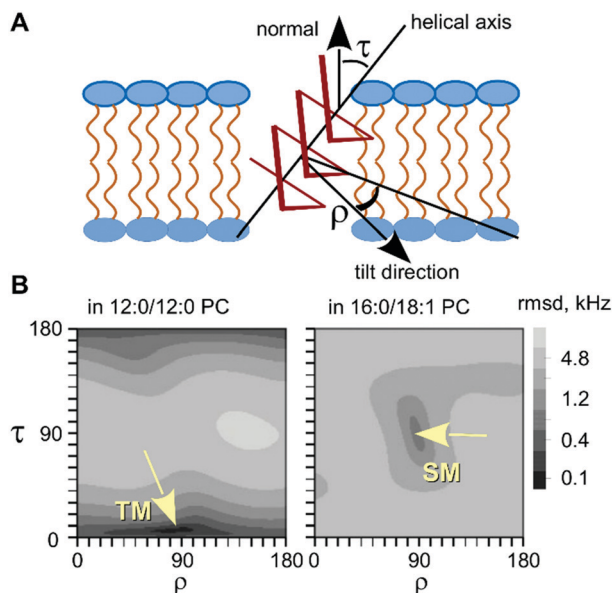 A
normal
τ
helical axis
ρ
tilt direction
B
in 12:0/12:0 PC
in 16:0/18:1 PC
rmsd, kHz
180
τ
90
0
TM
SM
4.8
1.2
0.4
0.1
0
90
180
0
90
180
ρ
ρ